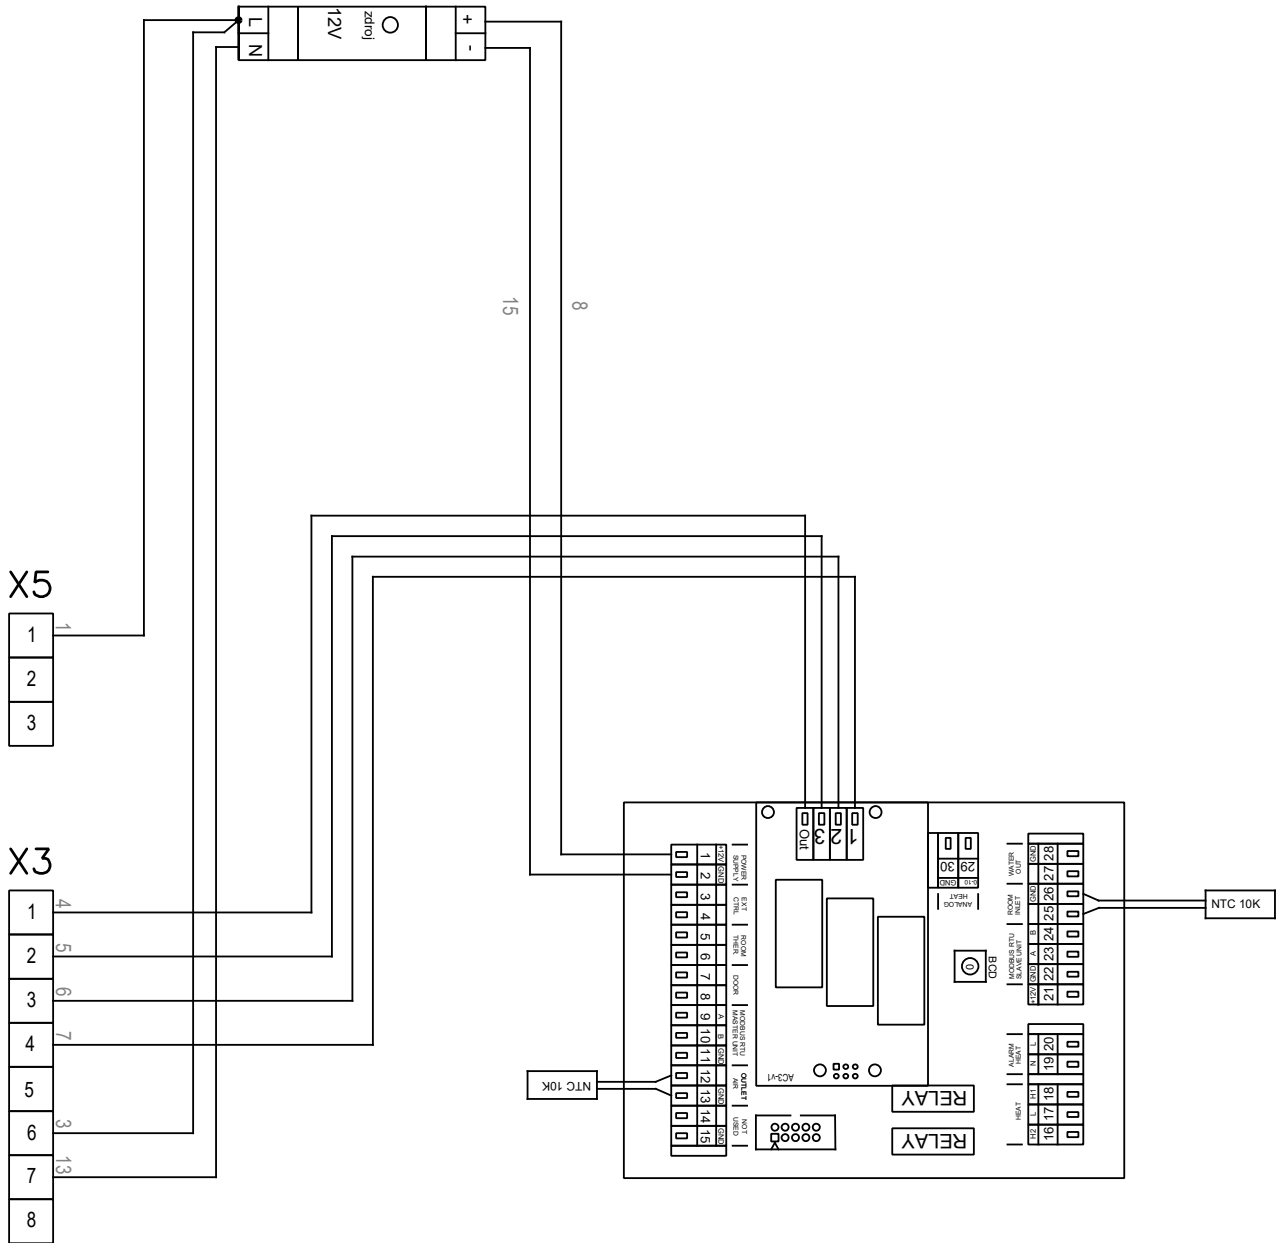 L
N
zdroj
12V
+
-
15
8
X5
1
1
2
3
X3
1
4
2
5
3
6
4
7
5
6
3
7
13
8
Out
3
2
1
1 +12V
2 GND
POWER SUPPLY
3
4
EXT CTRL
5
6
ROOM THER.
7
8
DOOR
9 A
10 B
11 GND
MODBUS RTU
MASTER UNIT
12
13 GND
OUTLET AIR
14
15 GND
NOT USED
NTC 10K
AC3-v1
30 29
GND 0-10
ANALOG
HEAT
BCD
0
RELAY
RELAY
WATER OUT
GND 28
27
ROOM INLET
GND 26
25
MODBUS RTU
SLAVE UNIT
B 24
A 23
GND 22
+12V 21
ALARM HEAT
L 20
N 19
HEAT
H1 18
L 17
H2 16
NTC 10K